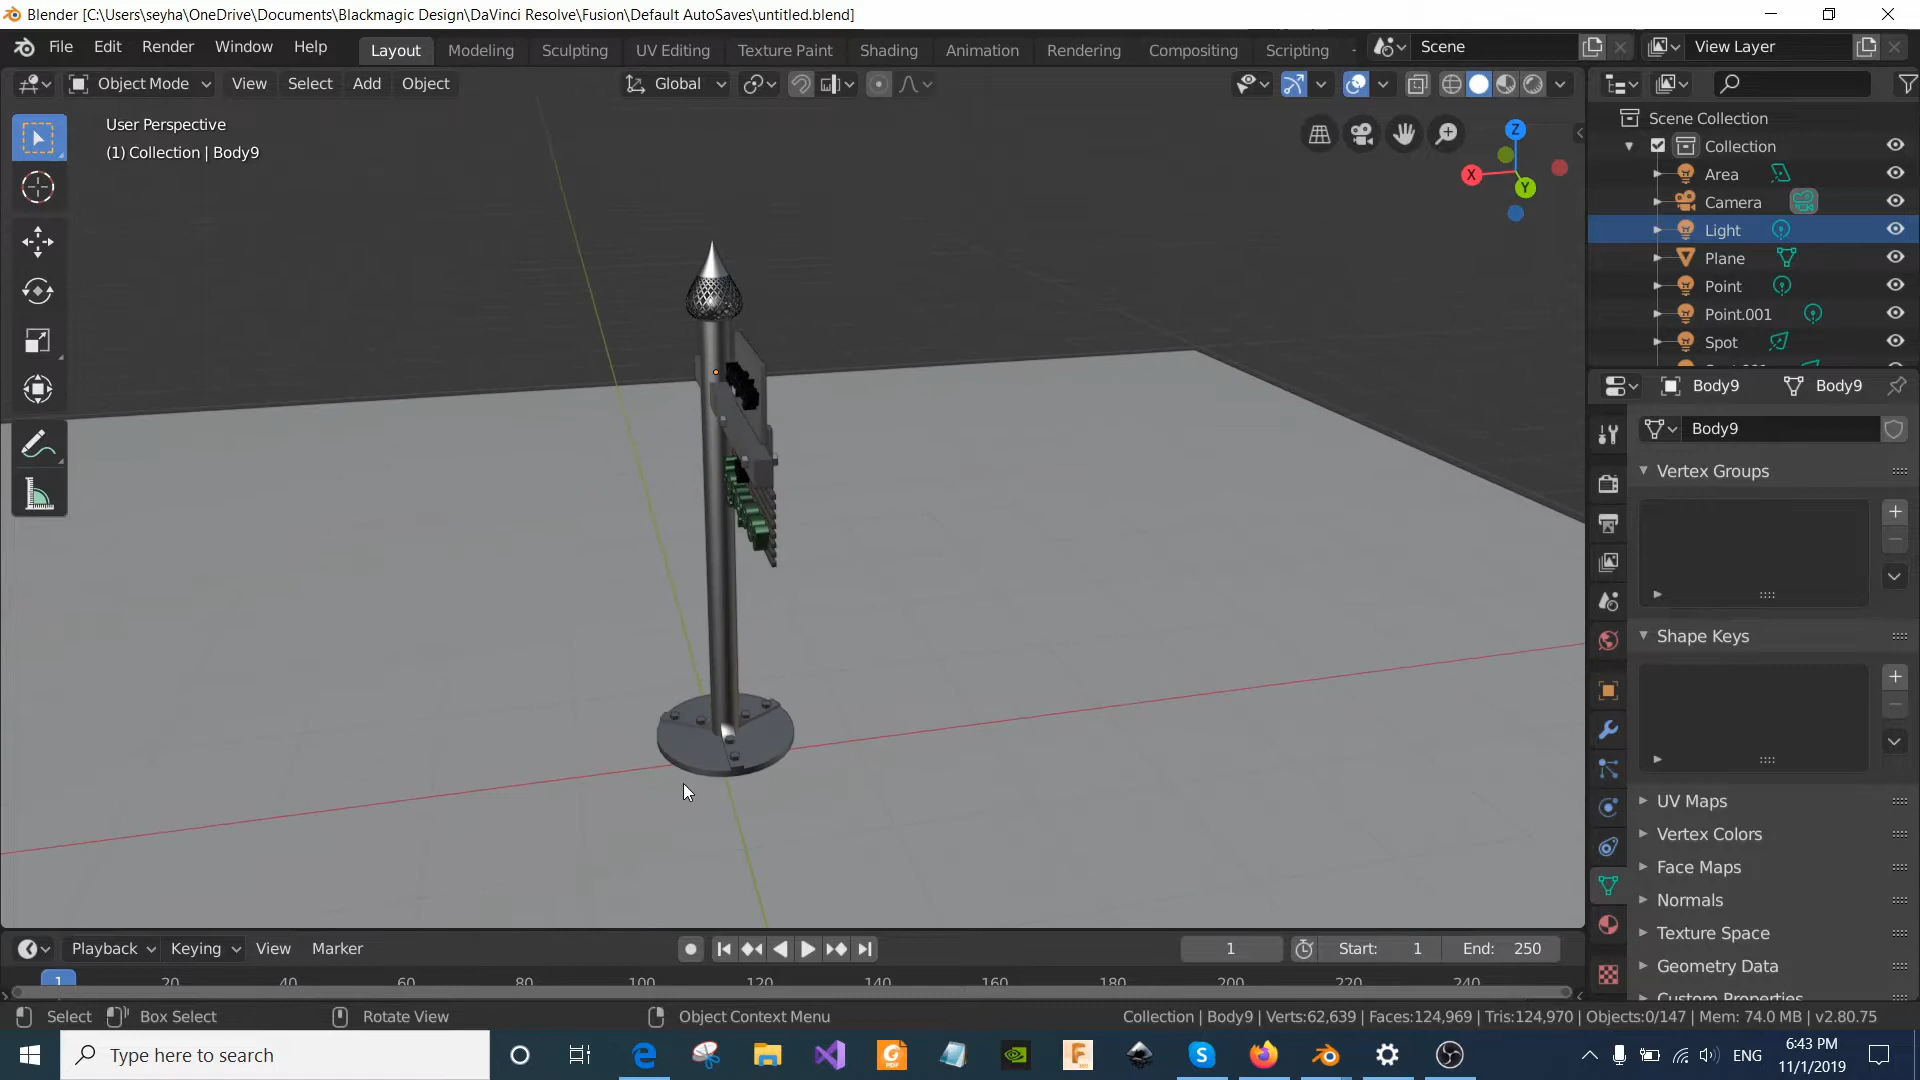 Blender [C:\Users\seyha\OneDrive\Documents\Blackmagic Design\DaVinci Resolve\Fusion\Default AutoSaves\untitled.blend]
File Edit Render Window Help Layout Modeling Sculpting UV Editing Texture Paint Shading Animation Rendering Compositing Scripting Scene View Layer
Object Mode View Select Add Object Global
User Perspective
(1) Collection | Body9
Z
X
Y
Scene Collection
Collection
Area
Camera
Light
Plane
Point
Point.001
Spot
Body9 Body9
Body9
Vertex Groups
Shape Keys
UV Maps
Vertex Colors
Face Maps
Normals
Texture Space
Geometry Data
Custom Properties
Playback Keying View Marker 1 Start: 1 End: 250
1 20 40 60 80 100 120 140 160 180 200 220 240
Select Box Select Rotate View Object Context Menu Collection | Body9 | Verts:62,639 | Faces:124,969 | Tris:124,970 | Objects:0/147 | Mem: 74.0 MB | v2.80.75
Type here to search
ENG
6:43 PM
11/1/2019